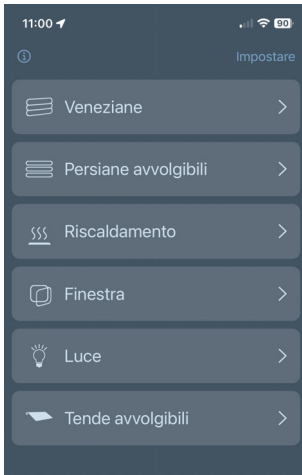 11:00
90
Impostare
Veneziane
Persiane avvolgibili
Riscaldamento
Finestra
Luce
Tende avvolgibili